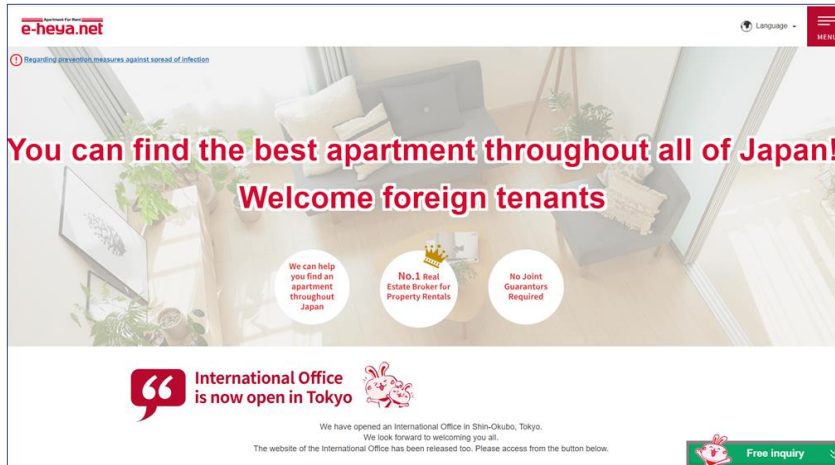 Apartment For Rent
e-heya.net
Language
MENU
Regarding prevention measures against spread of infection
You can find the best apartment throughout all of Japan!
Welcome foreign tenants
We can help
you find an
apartment
throughout
Japan
No.1 Real
Estate Broker for
Property Rentals
No Joint
Guarantors
Required
International Office
is now open in Tokyo
We have opened an International Office in Shin-Okubo, Tokyo.
We look forward to welcoming you all.
The website of the International Office has been released too. Please access from the button below.
Free inquiry